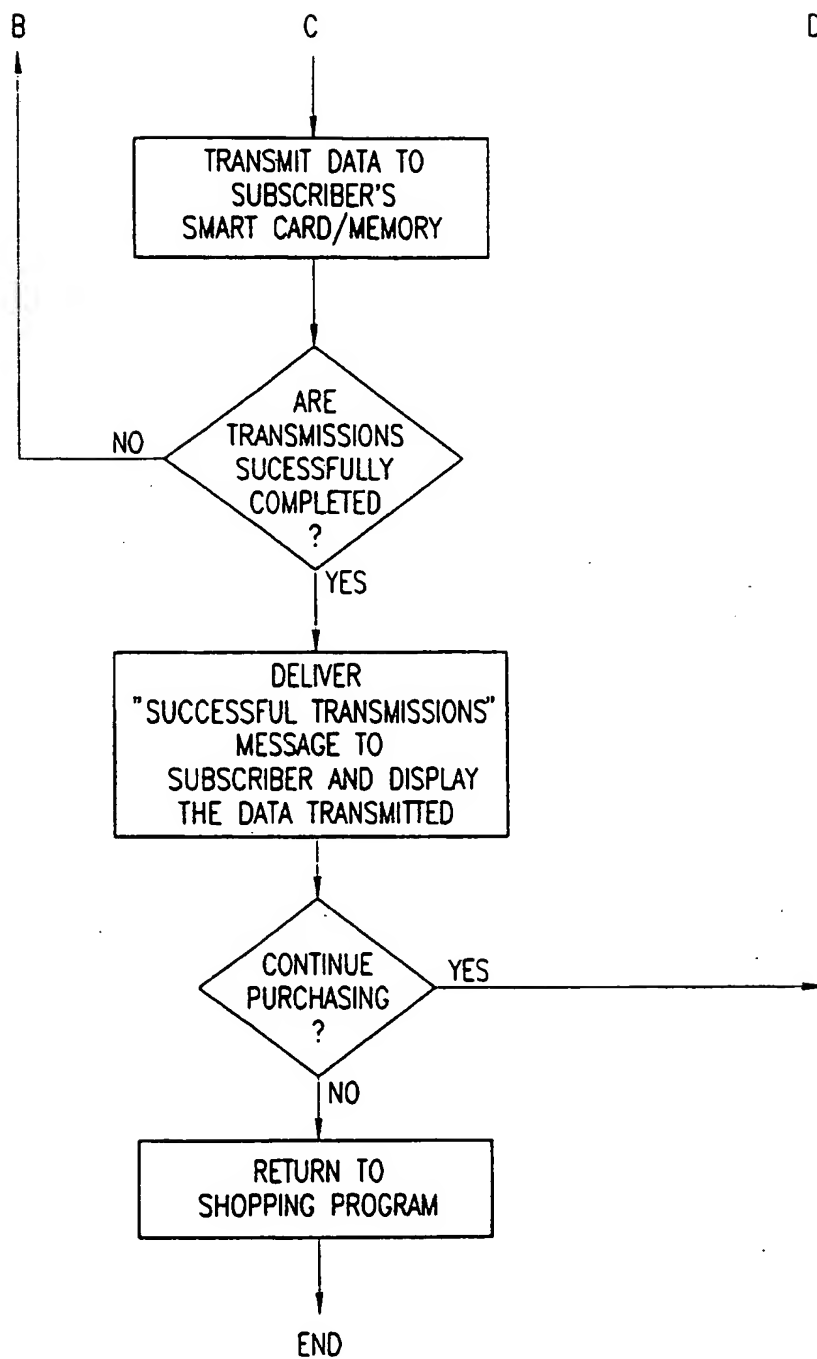 B
C
D
TRANSMIT DATA TO
SUBSCRIBER'S
SMART CARD/MEMORY
ARE
TRANSMISSIONS
SUCESSFULLY
COMPLETED
?
NO
YES
DELIVER
"SUCCESSFUL TRANSMISSIONS"
MESSAGE TO
SUBSCRIBER AND DISPLAY
THE DATA TRANSMITTED
CONTINUE
PURCHASING
?
YES
NO
RETURN TO
SHOPPING PROGRAM
END